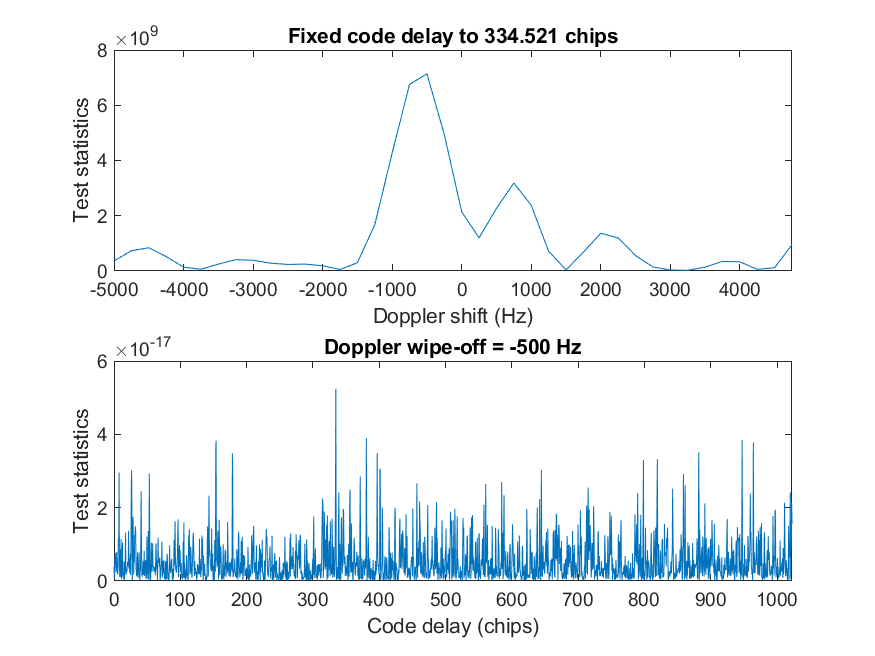 ×10^9
Fixed code delay to 334.521 chips
8
6
4
2
0
Test statistics
-5000 -4000 -3000 -2000 -1000 0 1000 2000 3000 4000
Doppler shift (Hz)
×10^-17
Doppler wipe-off = -500 Hz
6
4
2
0
Test statistics
0 100 200 300 400 500 600 700 800 900 1000
Code delay (chips)